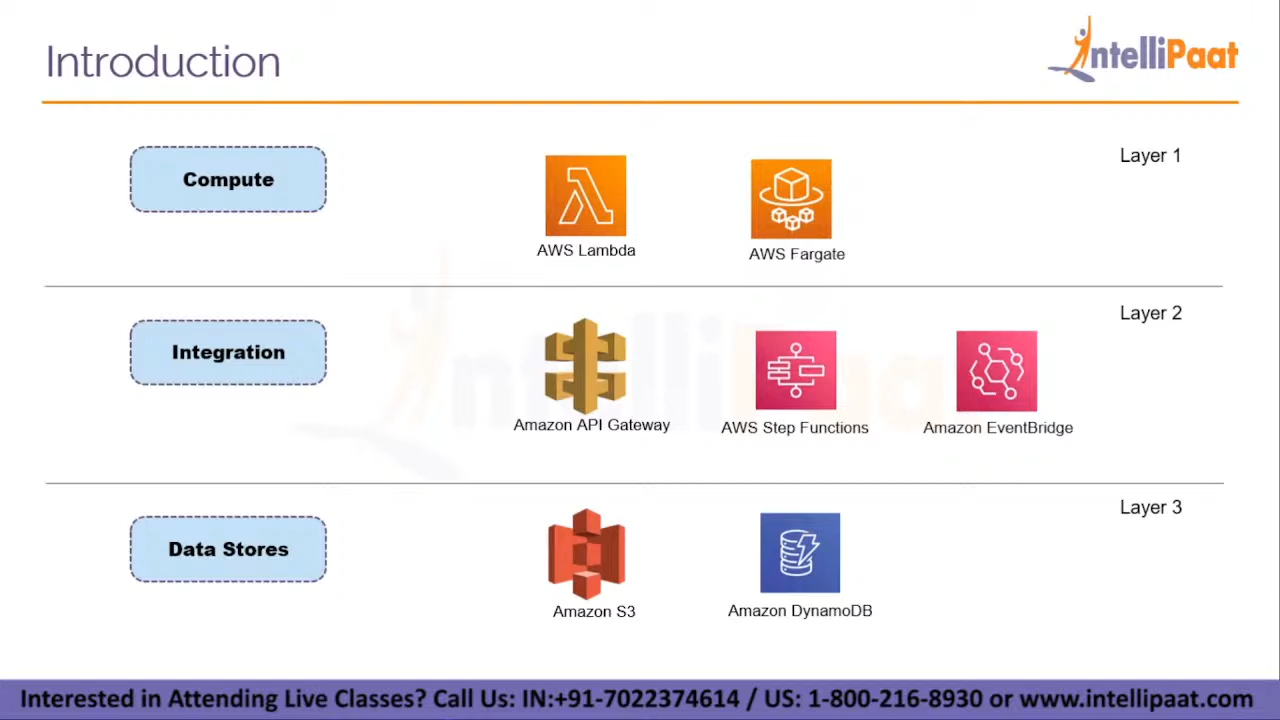 Introduction
IntelliPaat
Compute
Layer 1
AWS Lambda
AWS Fargate
Integration
Layer 2
Amazon API Gateway
AWS Step Functions
Amazon EventBridge
Data Stores
Layer 3
Amazon S3
Amazon DynamoDB
IntelliPaat
Interested in Attending Live Classes? Call Us: IN:+91-7022374614 / US: 1-800-216-8930 or www.intellipaat.com